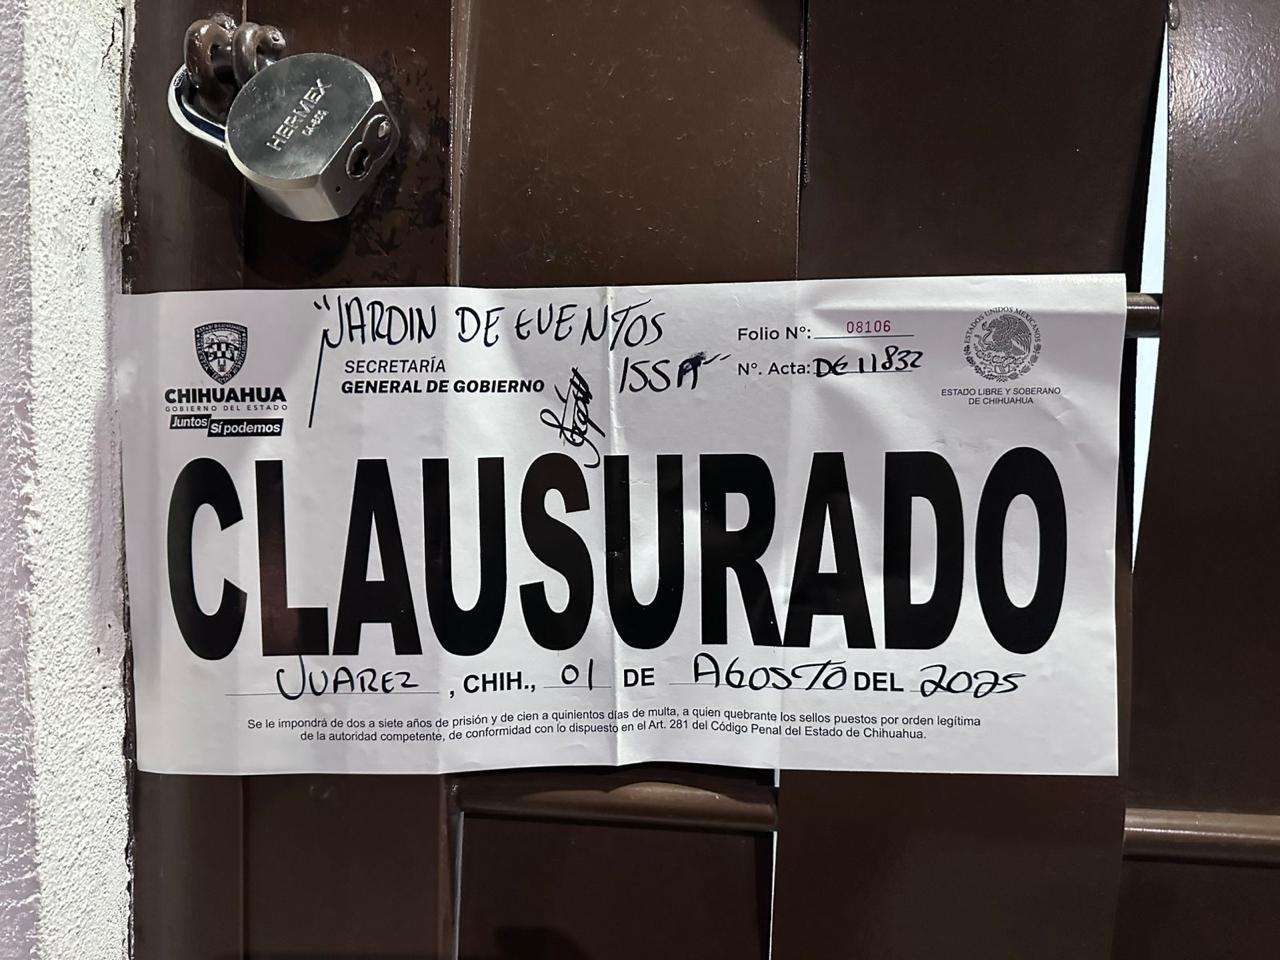 HERMEX
"JARDIN DE EVENTOS
ISSA"
CHIHUAHUA
GOBIERNO DEL ESTADO
Juntos
Sí podemos
SECRETARÍA
GENERAL DE GOBIERNO
Folio N°: 08106
N°. Acta: DG 11832
ESTADOS UNIDOS MEXICANOS
ESTADO LIBRE Y SOBERANO
DE CHIHUAHUA
CLAUSURADO
JUAREZ, CHIH., 01 DE AGOSTO DEL 2025
Se le impondrá de dos a siete años de prisión y de cien a quinientos días de multa, a quien quebrante los sellos puestos por orden legítima
de la autoridad competente, de conformidad con lo dispuesto en el Art. 281 del Código Penal del Estado de Chihuahua.